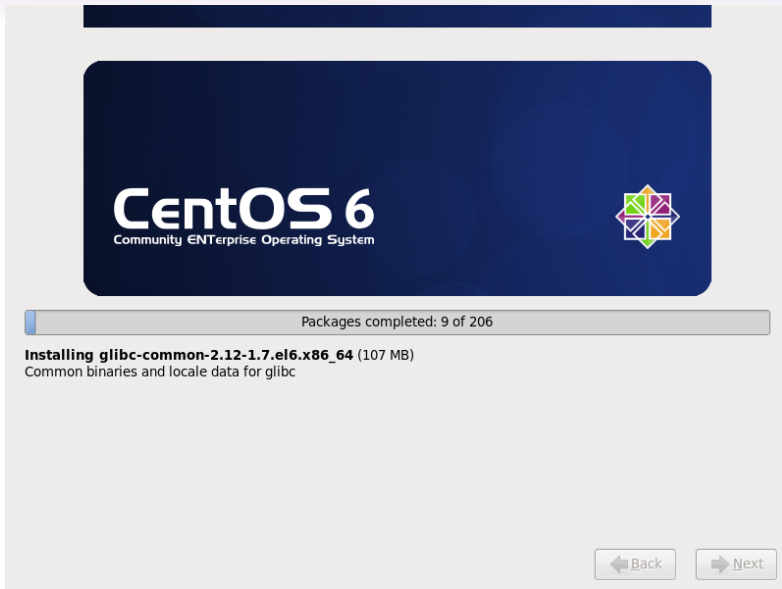 CentOS 6
Community ENTerprise Operating System
Packages completed: 9 of 206
Installing glibc-common-2.12-1.7.el6.x86_64 (107 MB)
Common binaries and locale data for glibc
Back
Next